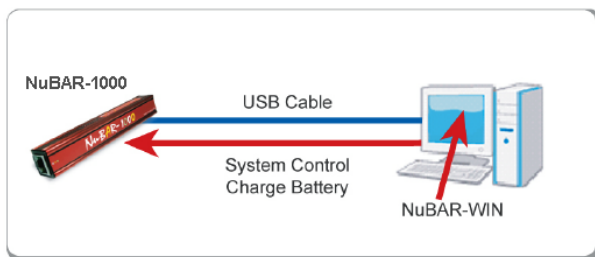 NuBAR-1000
NuBAR-1000
USB Cable
System Control
Charge Battery
NuBAR-WIN